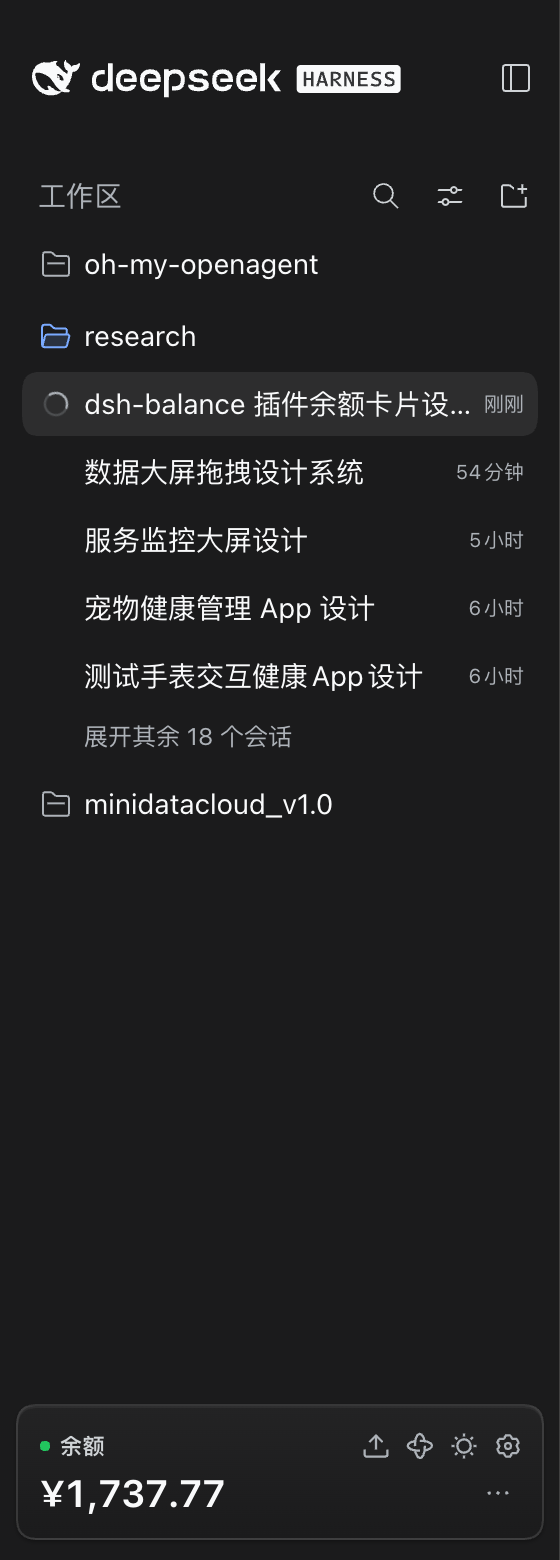 deepseek HARNESS
工作区
oh-my-openagent
research
dsh-balance 插件余额卡片设... 刚刚
数据大屏拖拽设计系统 54分钟
服务监控大屏设计 5小时
宠物健康管理 App 设计 6小时
测试手表交互健康App设计 6小时
展开其余 18 个会话
minidatacloud_v1.0
余额
¥1,737.77